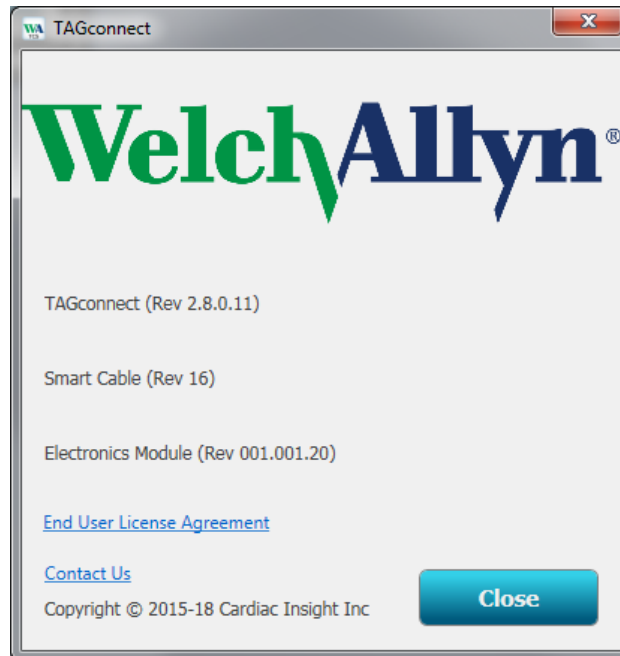 TAGconnect
WelchAllyn®
TAGconnect (Rev 2.8.0.11)
Smart Cable (Rev 16)
Electronics Module (Rev 001.001.20)
End User License Agreement
Contact Us
Copyright © 2015-18 Cardiac Insight Inc
Close